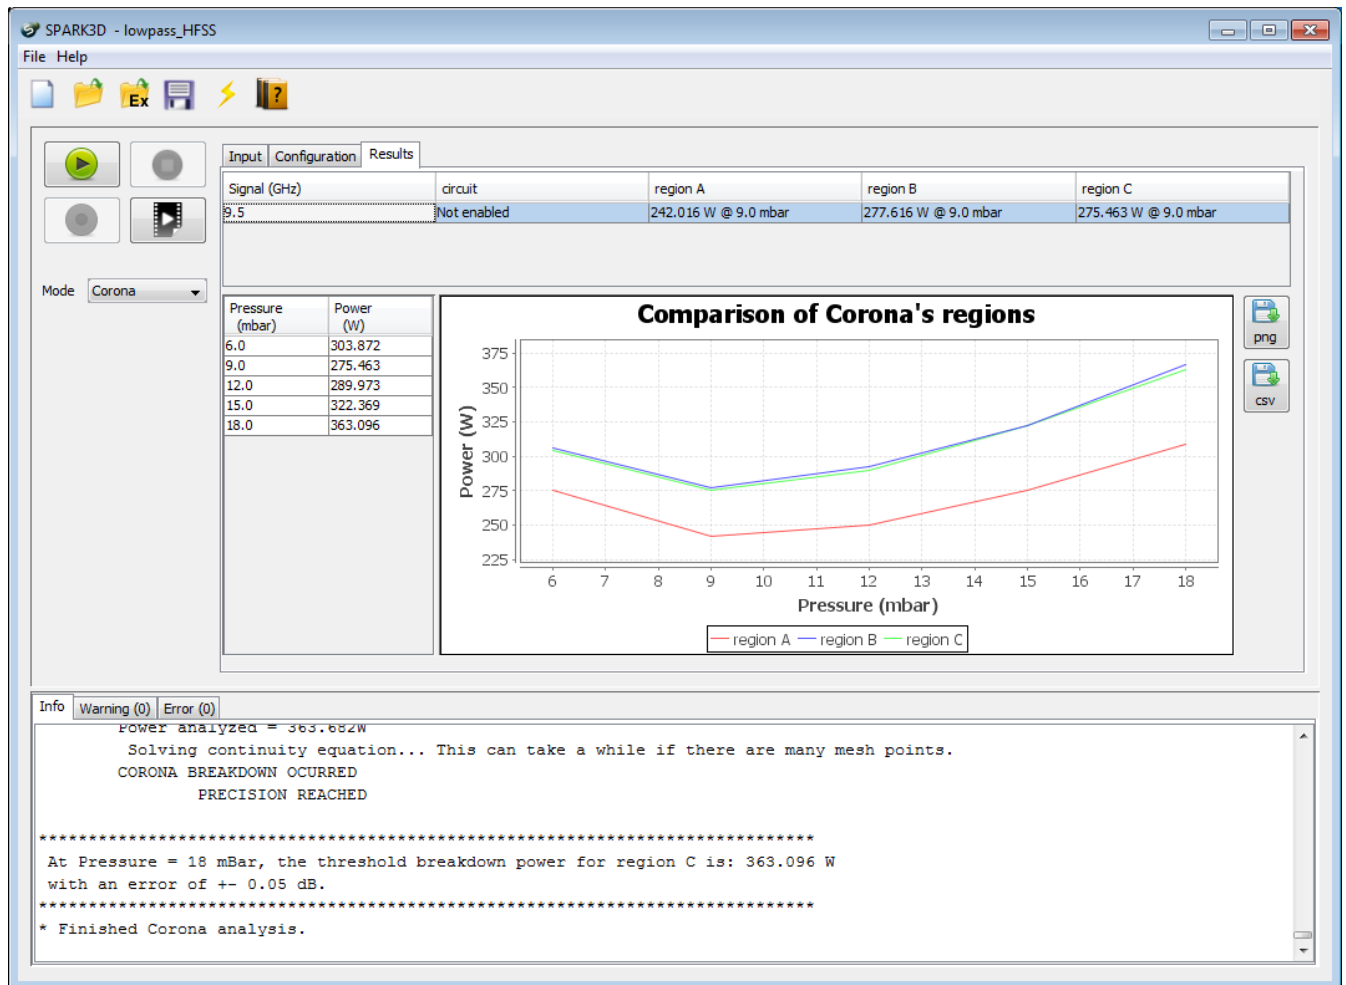 SPARK3D - lowpass_HFSS
File Help
Ex
?
Input Configuration Results
Signal (GHz) circuit region A region B region C
9.5 Not enabled 242.016 W @ 9.0 mbar 277.616 W @ 9.0 mbar 275.463 W @ 9.0 mbar
Mode Corona
Pressure (mbar) Power (W)
6.0 303.872
9.0 275.463
12.0 289.973
15.0 322.369
18.0 363.096
Comparison of Corona's regions
375
350
325
300
275
250
225
Power (W)
6 7 8 9 10 11 12 13 14 15 16 17 18
Pressure (mbar)
region A region B region C
png
csv
Info Warning (0) Error (0)
Power analyzed = 363.682W
Solving continuity equation... This can take a while if there are many mesh points.
CORONA BREAKDOWN OCURRED
PRECISION REACHED
*******************************************************************************
At Pressure = 18 mBar, the threshold breakdown power for region C is: 363.096 W
with an error of +- 0.05 dB.
*******************************************************************************
* Finished Corona analysis.